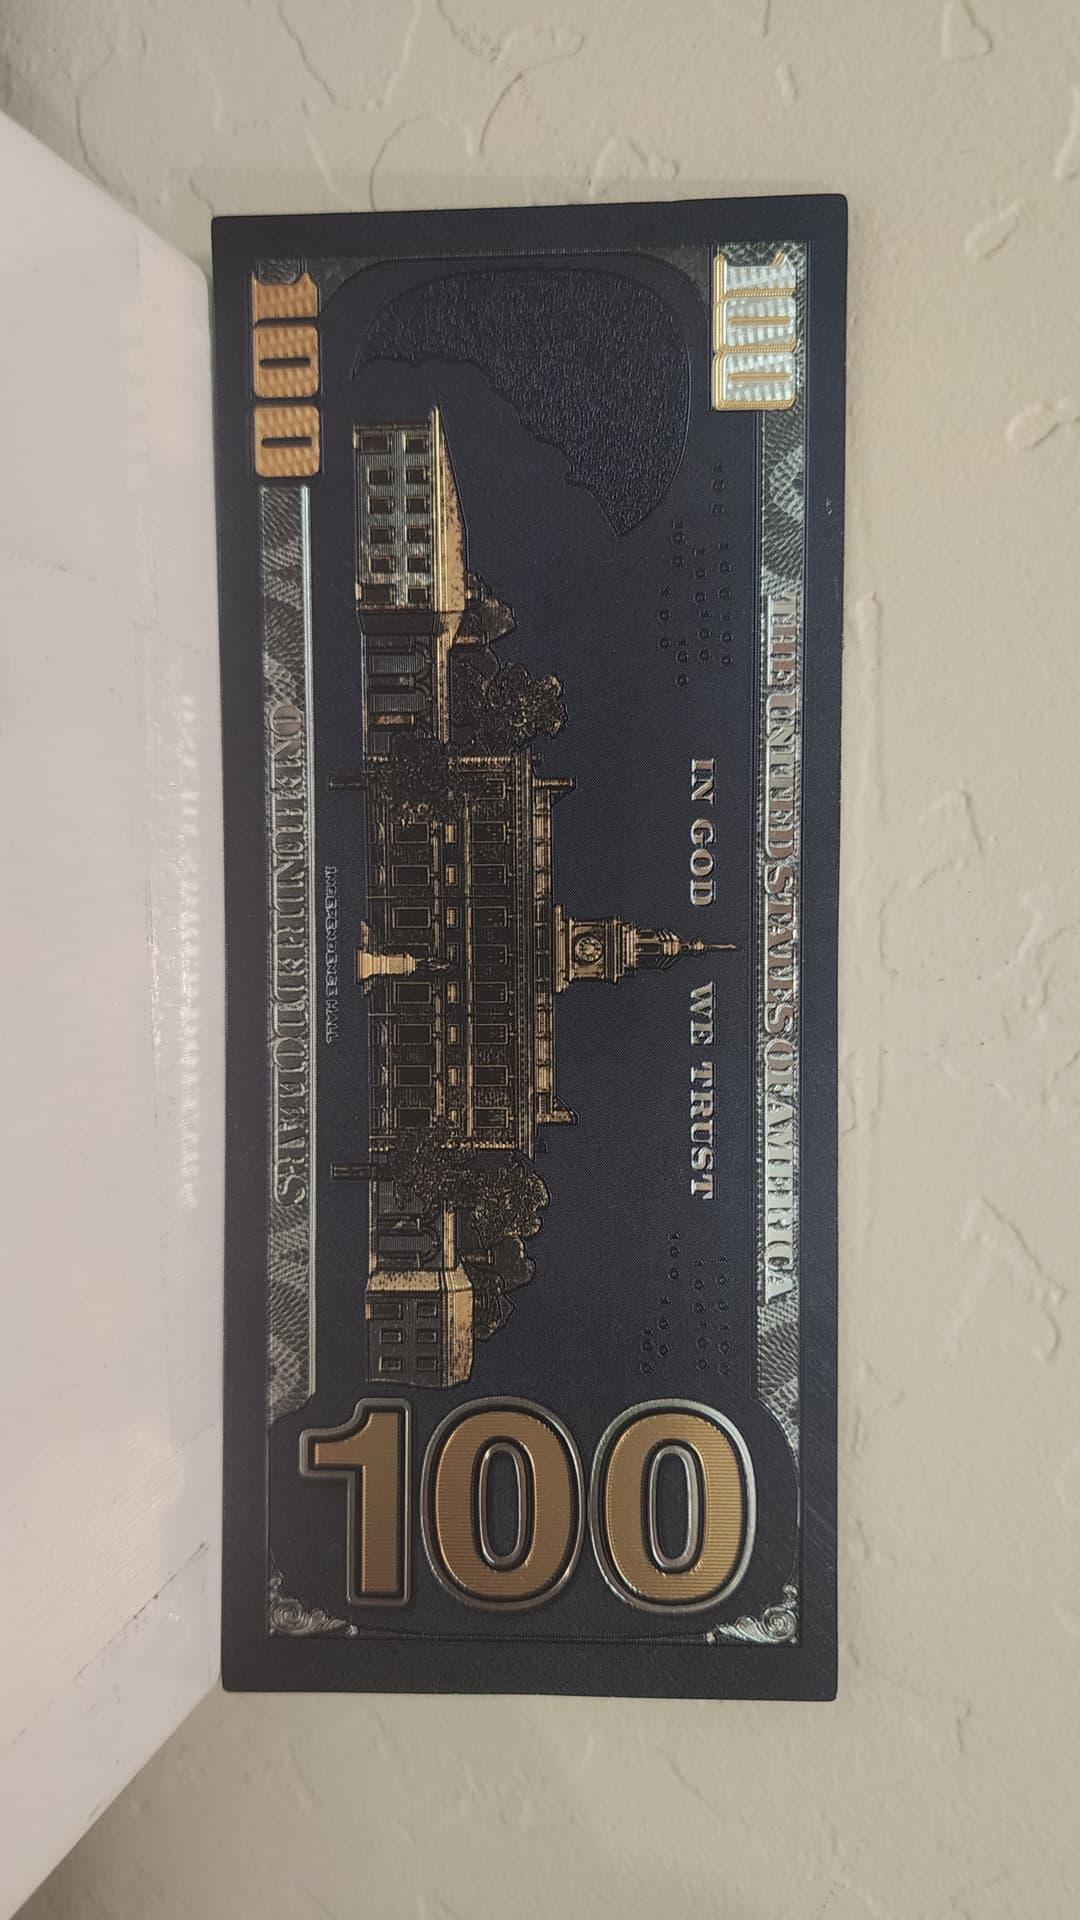 100
THE UNITED STATES OF AMERICA
IN GOD WE TRUST
INDEPENDENCE HALL
100
ONE HUNDRED DOLLARS
100